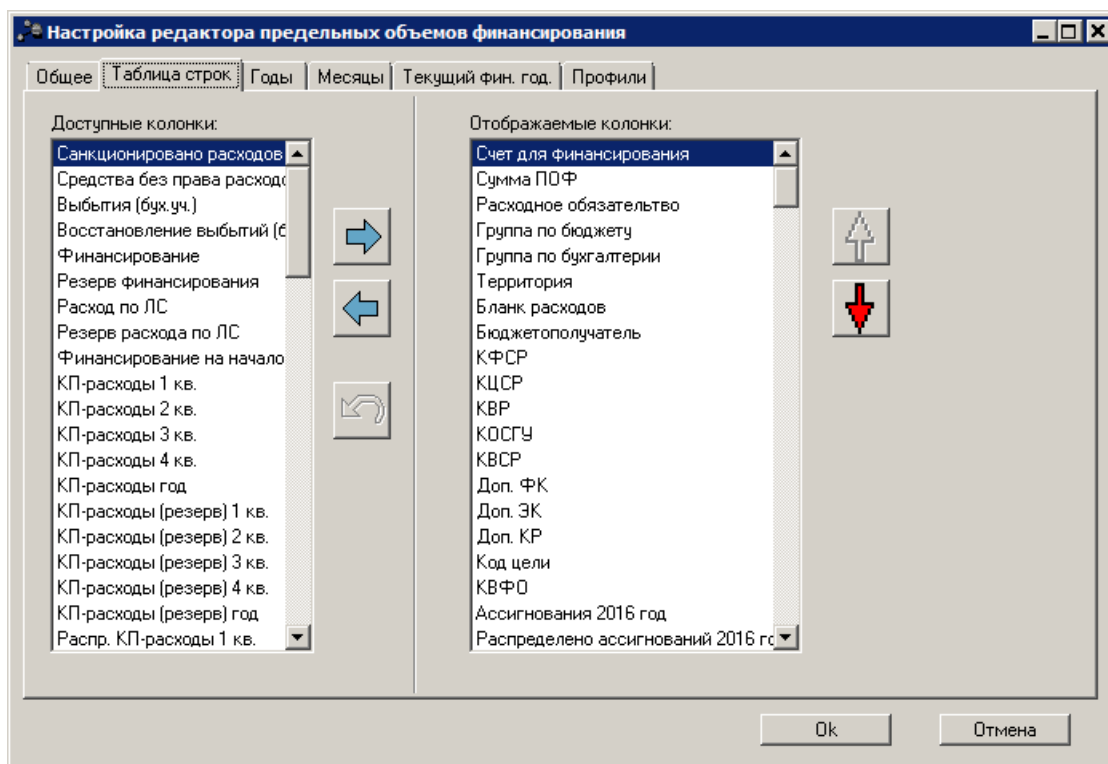 Настройка редактора предельных объемов финансирования
Общее Таблица строк Годы Месяцы Текущий фин. год. Профили
Доступные колонки:
Санкционировано расходов
Средства без права расходо
Выбытия (бух.уч.)
Восстановление выбытий (б
Финансирование
Резерв финансирования
Расход по ЛС
Резерв расхода по ЛС
Финансирование на начало
КП-расходы 1 кв.
КП-расходы 2 кв.
КП-расходы 3 кв.
КП-расходы 4 кв.
КП-расходы год
КП-расходы (резерв) 1 кв.
КП-расходы (резерв) 2 кв.
КП-расходы (резерв) 3 кв.
КП-расходы (резерв) 4 кв.
КП-расходы (резерв) год
Распр. КП-расходы 1 кв.
Отображаемые колонки:
Счет для финансирования
Сумма ПОФ
Расходное обязательство
Группа по бюджету
Группа по бухгалтерии
Территория
Бланк расходов
Бюджетополучатель
КФСР
КЦСР
КВР
КОСГУ
КВСР
Доп. ФК
Доп. ЭК
Доп. КР
Код цели
КВФО
Ассигнования 2016 год
Распределено ассигнований 2016 го
Ok Отмена